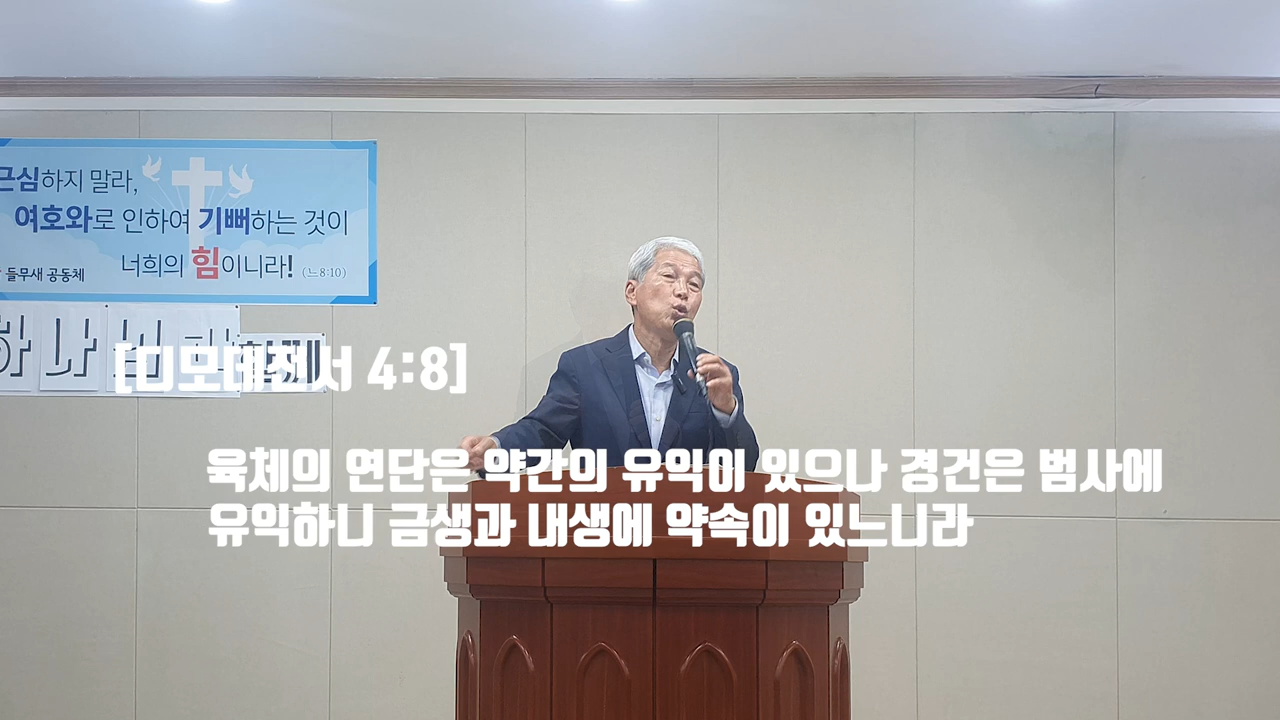 근심하지 말라,
여호와로 인하여 기뻐하는 것이
너희의 힘이니라! (느8:10)
들무새 공동체
하나
함께
[디모데전서 4:8]
육체의 연단은 약간의 유익이 있으나 경건은 범사에
유익하니 금생과 내생에 약속이 있느니라